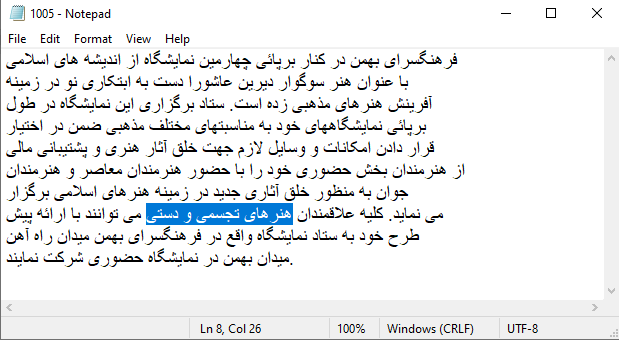 1005 - Notepad
File Edit Format View Help
فرهنگسرای بهمن در کنار برپائی چهارمین نمایشگاه از اندیشه های اسلامی
با عنوان هنر سوگوار دیرین عاشورا دست به ابتکاری نو در زمینه
آفرینش هنرهای مذهبی زده است. ستاد برگزاری این نمایشگاه در طول
برپائی نمایشگاههای خود به مناسبتهای مختلف مذهبی ضمن در اختیار
قرار دادن امکانات و وسایل لازم جهت خلق آثار هنری و پشتیبانی مالی
از هنرمندان بخش حضوری خود را با حضور هنرمندان معاصر و هنرمندان
جوان به منظور خلق آثاری جدید در زمینه هنرهای اسلامی برگزار
می نماید. کلیه علاقمندان هنرهای تجسمی و دستی می توانند با ارائه پیش
طرح خود به ستاد نمایشگاه واقع در فرهنگسرای بهمن میدان راه آهن
میدان بهمن در نمایشگاه حضوری شرکت نمایند.
Ln 8, Col 26 100% Windows (CRLF) UTF-8